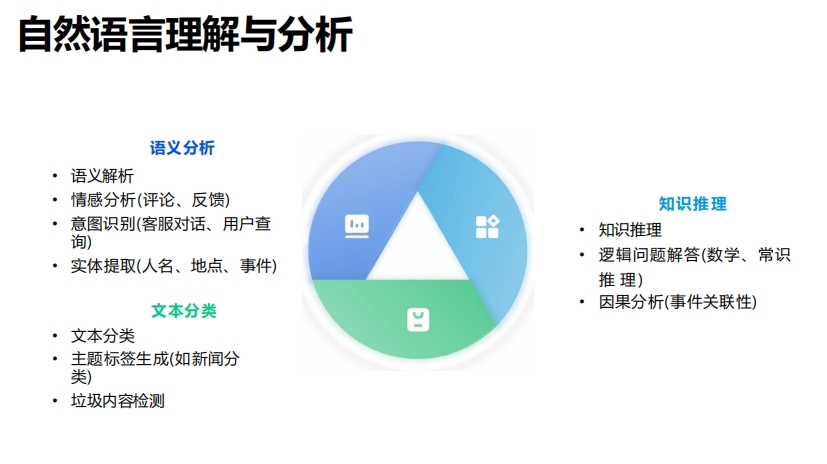 自然语言理解与分析
语义分析
• 语义解析
• 情感分析(评论、反馈)
• 意图识别(客服对话、用户查
询)
• 实体提取(人名、地点、事件)
文本分类
• 文本分类
• 主题标签生成(如新闻分
类)
• 垃圾内容检测
知识推理
• 知识推理
• 逻辑问题解答(数学、常识
推 理)
• 因果分析(事件关联性)